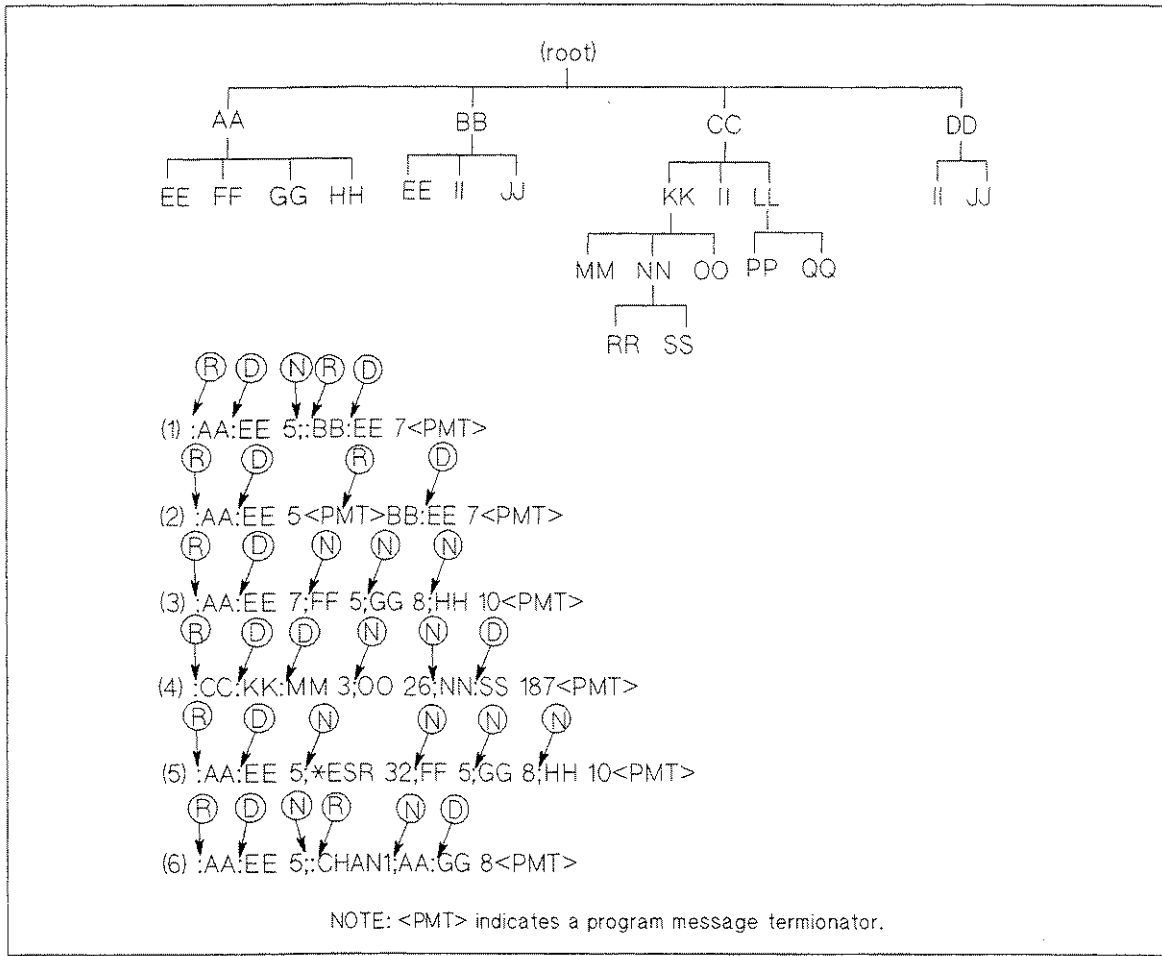 (root)
AA BB CC DD
EE FF GG HH EE II JJ KK II LL II JJ
MM NN OO PP QQ
RR SS
R D N R D
(1) :AA:EE 5;:BB:EE 7<PMT>
R D R D
(2) :AA:EE 5<PMT>BB:EE 7<PMT>
R D N N N
(3) :AA:EE 7;FF 5;GG 8;HH 10<PMT>
R D D N N D
(4) :CC:KK:MM 3;OO 26;NN:SS 187<PMT>
R D N N N N
(5) :AA:EE 5;*ESR 32;FF 5;GG 8;HH 10<PMT>
R D N R N D
(6) :AA:EE 5;:CHAN1;AA:GG 8<PMT>
NOTE: <PMT> indicates a program message termionator.